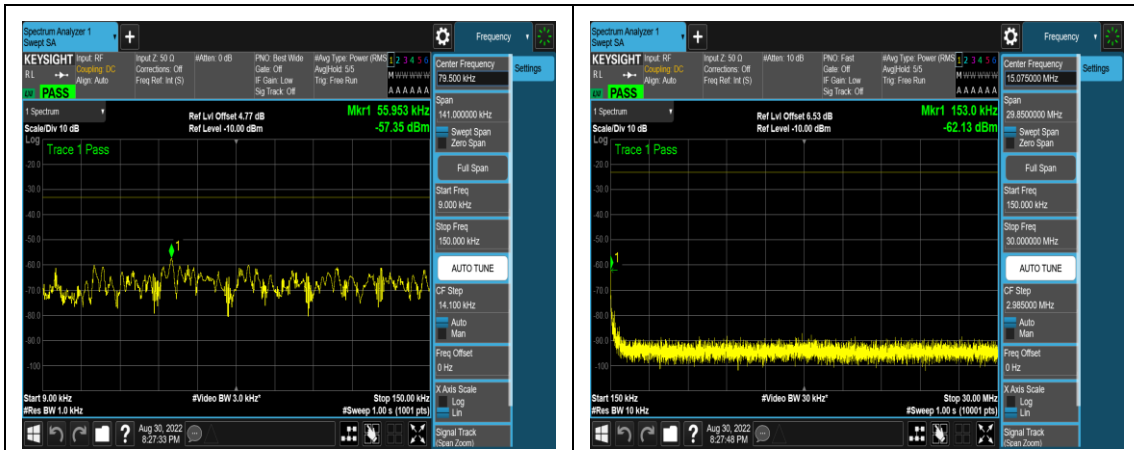 Spectrum Analyzer 1
Swept SA
+
Frequency
KEYSIGHT
Input: RF
Coupling: DC
Align: Auto
Input Z: 50 Ω
Corrections: Off
Freq Ref: Int (S)
#Atten: 0 dB
PNO: Best Wide
Gate: Off
IF Gain: Low
Sig Track: Off
#Avg Type: Power (RMS
Avg|Hold: 5/5
Trig: Free Run
1 2 3 4 5 6
M W W W W W
A A A A A A
RL
PASS
1 Spectrum
Scale/Div 10 dB
Log
Ref Lvl Offset 4.77 dB
Ref Level -10.00 dBm
Mkr1 55.953 kHz
-57.35 dBm
Trace 1 Pass
-20.0
-30.0
-40.0
-50.0
-60.0
-70.0
-80.0
-90.0
-100
1
Start 9.00 kHz
#Res BW 1.0 kHz
#Video BW 3.0 kHz*
Stop 150.00 kHz
#Sweep 1.00 s (1001 pts)
Center Frequency
79.500 kHz
Settings
Span
141.000000 kHz
Swept Span
Zero Span
Full Span
Start Freq
9.000 kHz
Stop Freq
150.000 kHz
AUTO TUNE
CF Step
14.100 kHz
Auto
Man
Freq Offset
0 Hz
X Axis Scale
Log
Lin
Signal Track
(Span Zoom)
?
Aug 30, 2022
8:27:33 PM
Spectrum Analyzer 1
Swept SA
+
Frequency
KEYSIGHT
Input: RF
Coupling: DC
Align: Auto
Input Z: 50 Ω
Corrections: Off
Freq Ref: Int (S)
#Atten: 10 dB
PNO: Fast
Gate: Off
IF Gain: Low
Sig Track: Off
#Avg Type: Power (RMS
Avg|Hold: 5/5
Trig: Free Run
1 2 3 4 5 6
M W W W W W
A A A A A A
RL
PASS
1 Spectrum
Scale/Div 10 dB
Log
Ref Lvl Offset 6.53 dB
Ref Level -10.00 dBm
Mkr1 153.0 kHz
-62.13 dBm
Trace 1 Pass
-20.0
-30.0
-40.0
-50.0
-60.0
-70.0
-80.0
-90.0
-100
1
Start 150 kHz
#Res BW 10 kHz
#Video BW 30 kHz*
Stop 30.00 MHz
#Sweep 1.00 s (10001 pts)
Center Frequency
15.075000 MHz
Settings
Span
29.8500000 MHz
Swept Span
Zero Span
Full Span
Start Freq
150.000 kHz
Stop Freq
30.000000 MHz
AUTO TUNE
CF Step
2.985000 MHz
Auto
Man
Freq Offset
0 Hz
X Axis Scale
Log
Lin
Signal Track
(Span Zoom)
?
Aug 30, 2022
8:27:48 PM